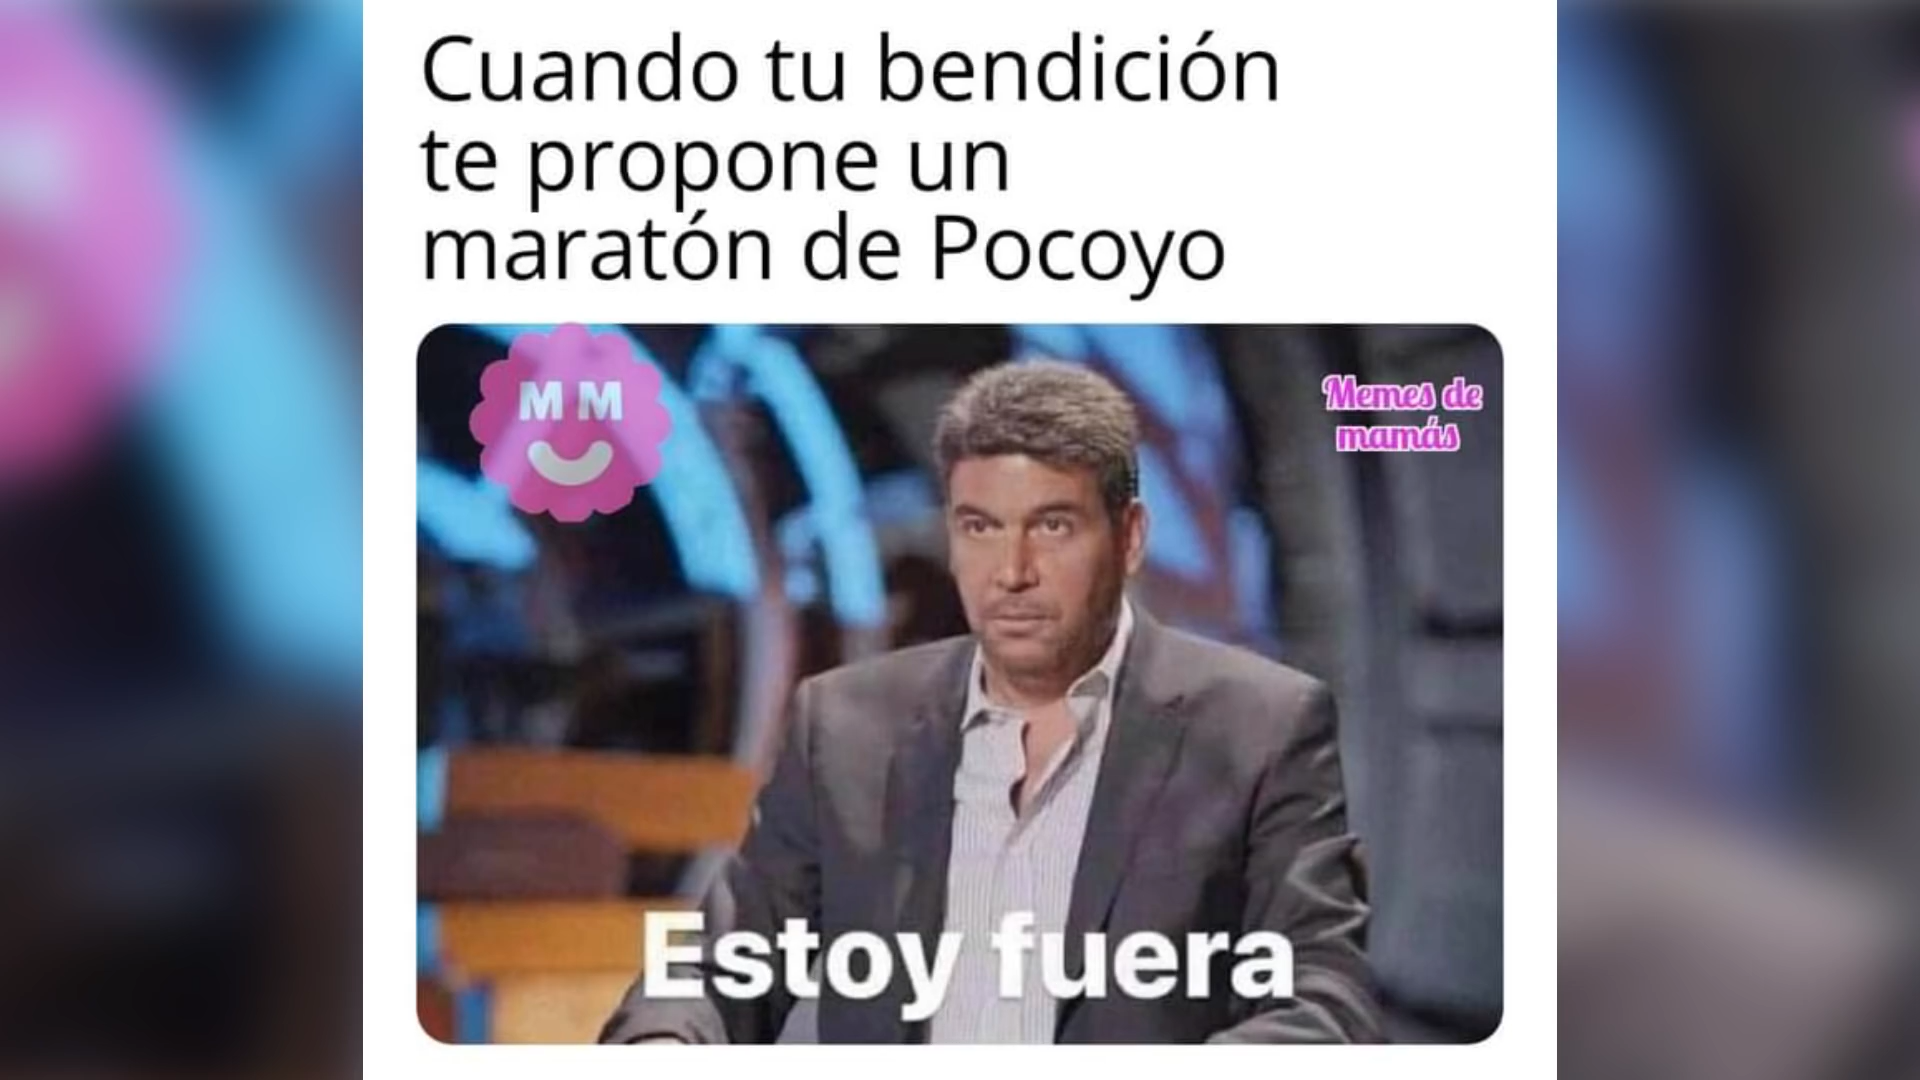 Cuando tu bendición
te propone un
maratón de Pocoyo
M M
Memes de
mamás
Estoy fuera